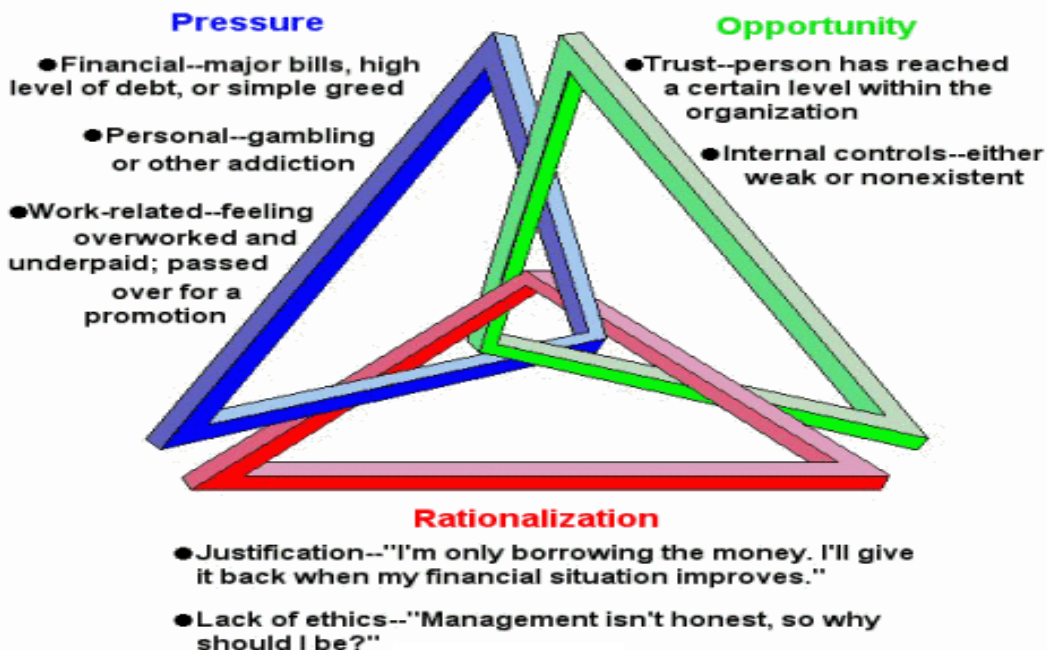 Pressure
●Financial--major bills, high
level of debt, or simple greed
●Personal--gambling
or other addiction
●Work-related--feeling
overworked and
underpaid; passed
over for a
promotion
Opportunity
●Trust--person has reached
a certain level within the
organization
●Internal controls--either
weak or nonexistent
Rationalization
●Justification--"I'm only borrowing the money. I'll give
it back when my financial situation improves."
●Lack of ethics--"Management isn't honest, so why
should I be?"